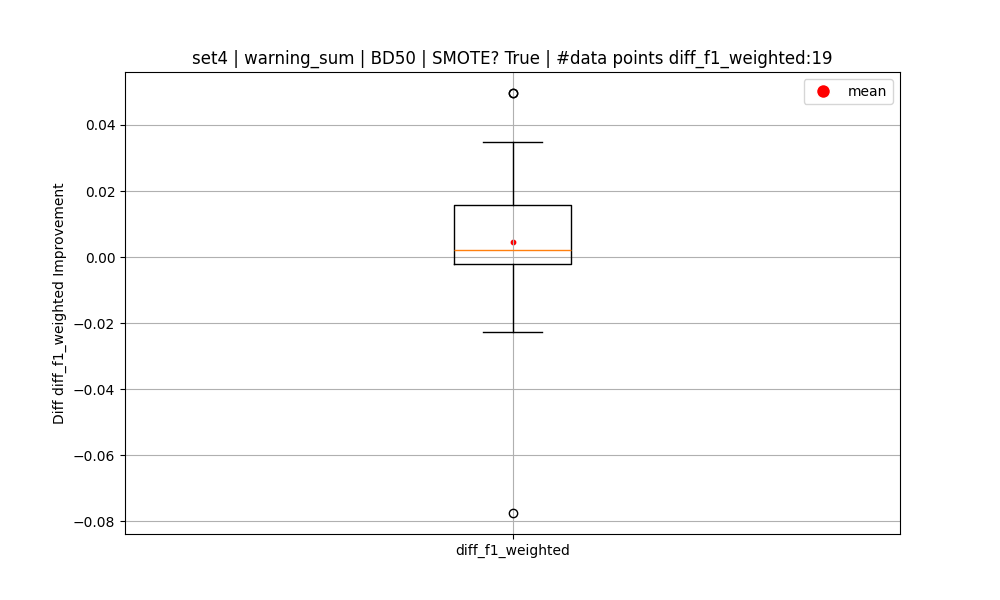 set4 | warning_sum | BD50 | SMOTE? True | #data points diff_f1_weighted:19
mean
Diff diff_f1_weighted Improvement
0.04
0.02
0.00
−0.02
−0.04
−0.06
−0.08
diff_f1_weighted